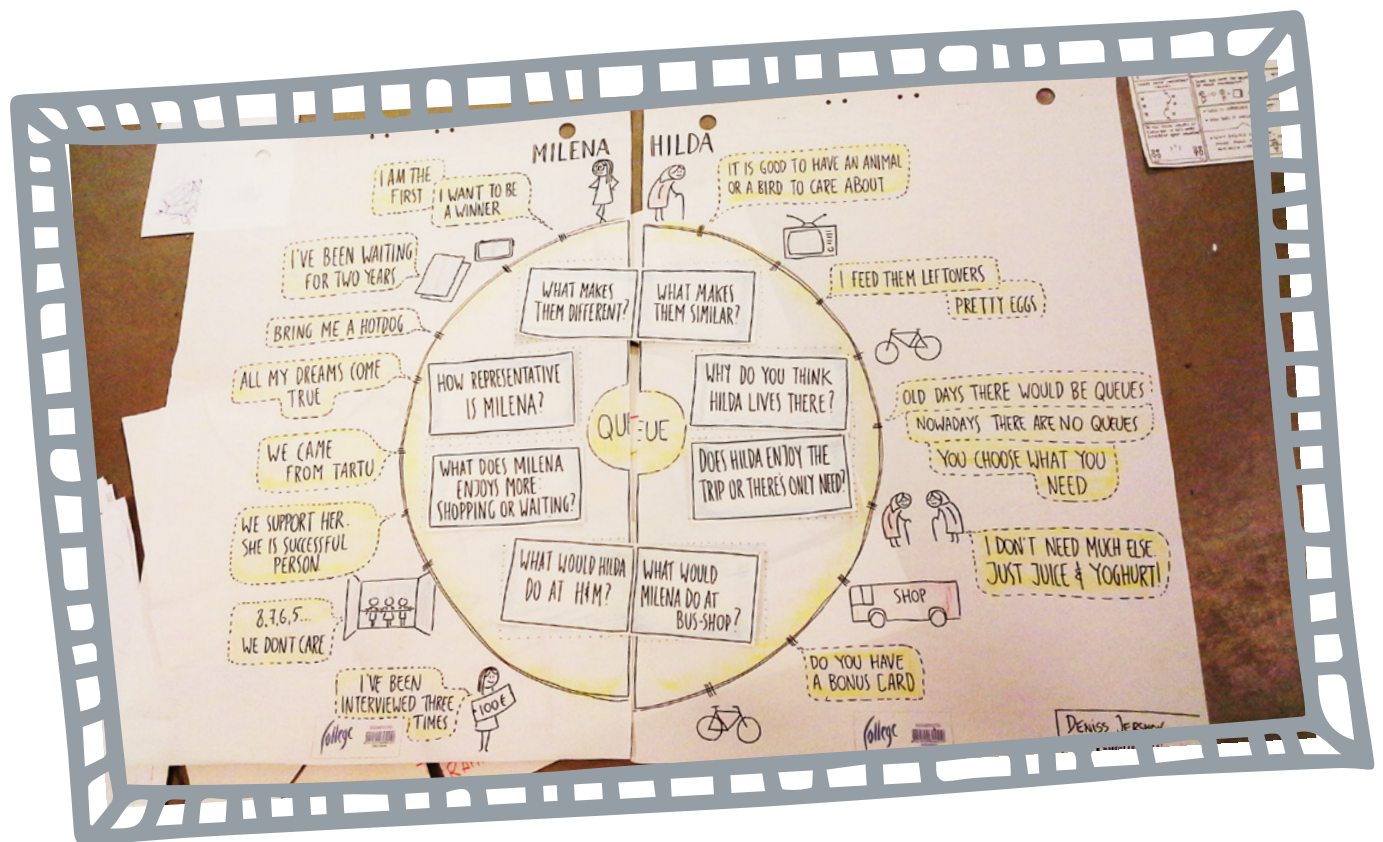 MILENA
HILDA
I AM THE
FIRST
I WANT TO BE
A WINNER
I'VE BEEN WAITING
FOR TWO YEARS
BRING ME A HOTDOG
ALL MY DREAMS COME
TRUE
WE CAME
FROM TARTU
WE SUPPORT HER.
SHE IS SUCCESSFUL
PERSON
8,7,6,5...
WE DONT CARE
I'VE BEEN
INTERVIEWED THREE
TIMES
100€
College
WHAT MAKES
THEM DIFFERENT?
WHAT MAKES
THEM SIMILAR?
HOW REPRESENTATIVE
IS MILENA?
WHY DO YOU THINK
HILDA LIVES THERE?
QUEUE
WHAT DOES MILENA
ENJOYS MORE:
SHOPPING OR WAITING?
DOES HILDA ENJOY THE
TRIP OR THERE'S ONLY NEED?
WHAT WOULD HILDA
DO AT H&M?
WHAT WOULD
MILENA DO AT
BUS-SHOP?
IT IS GOOD TO HAVE AN ANIMAL
OR A BIRD TO CARE ABOUT
I FEED THEM LEFTOVERS
PRETTY EGGS
OLD DAYS THERE WOULD BE QUEUES
NOWADAYS THERE ARE NO QUEUES
YOU CHOOSE WHAT YOU
NEED
I DON'T NEED MUCH ELSE.
JUST JUICE & YOGHURT!
SHOP
DO YOU HAVE
A BONUS CARD
College
DENISS